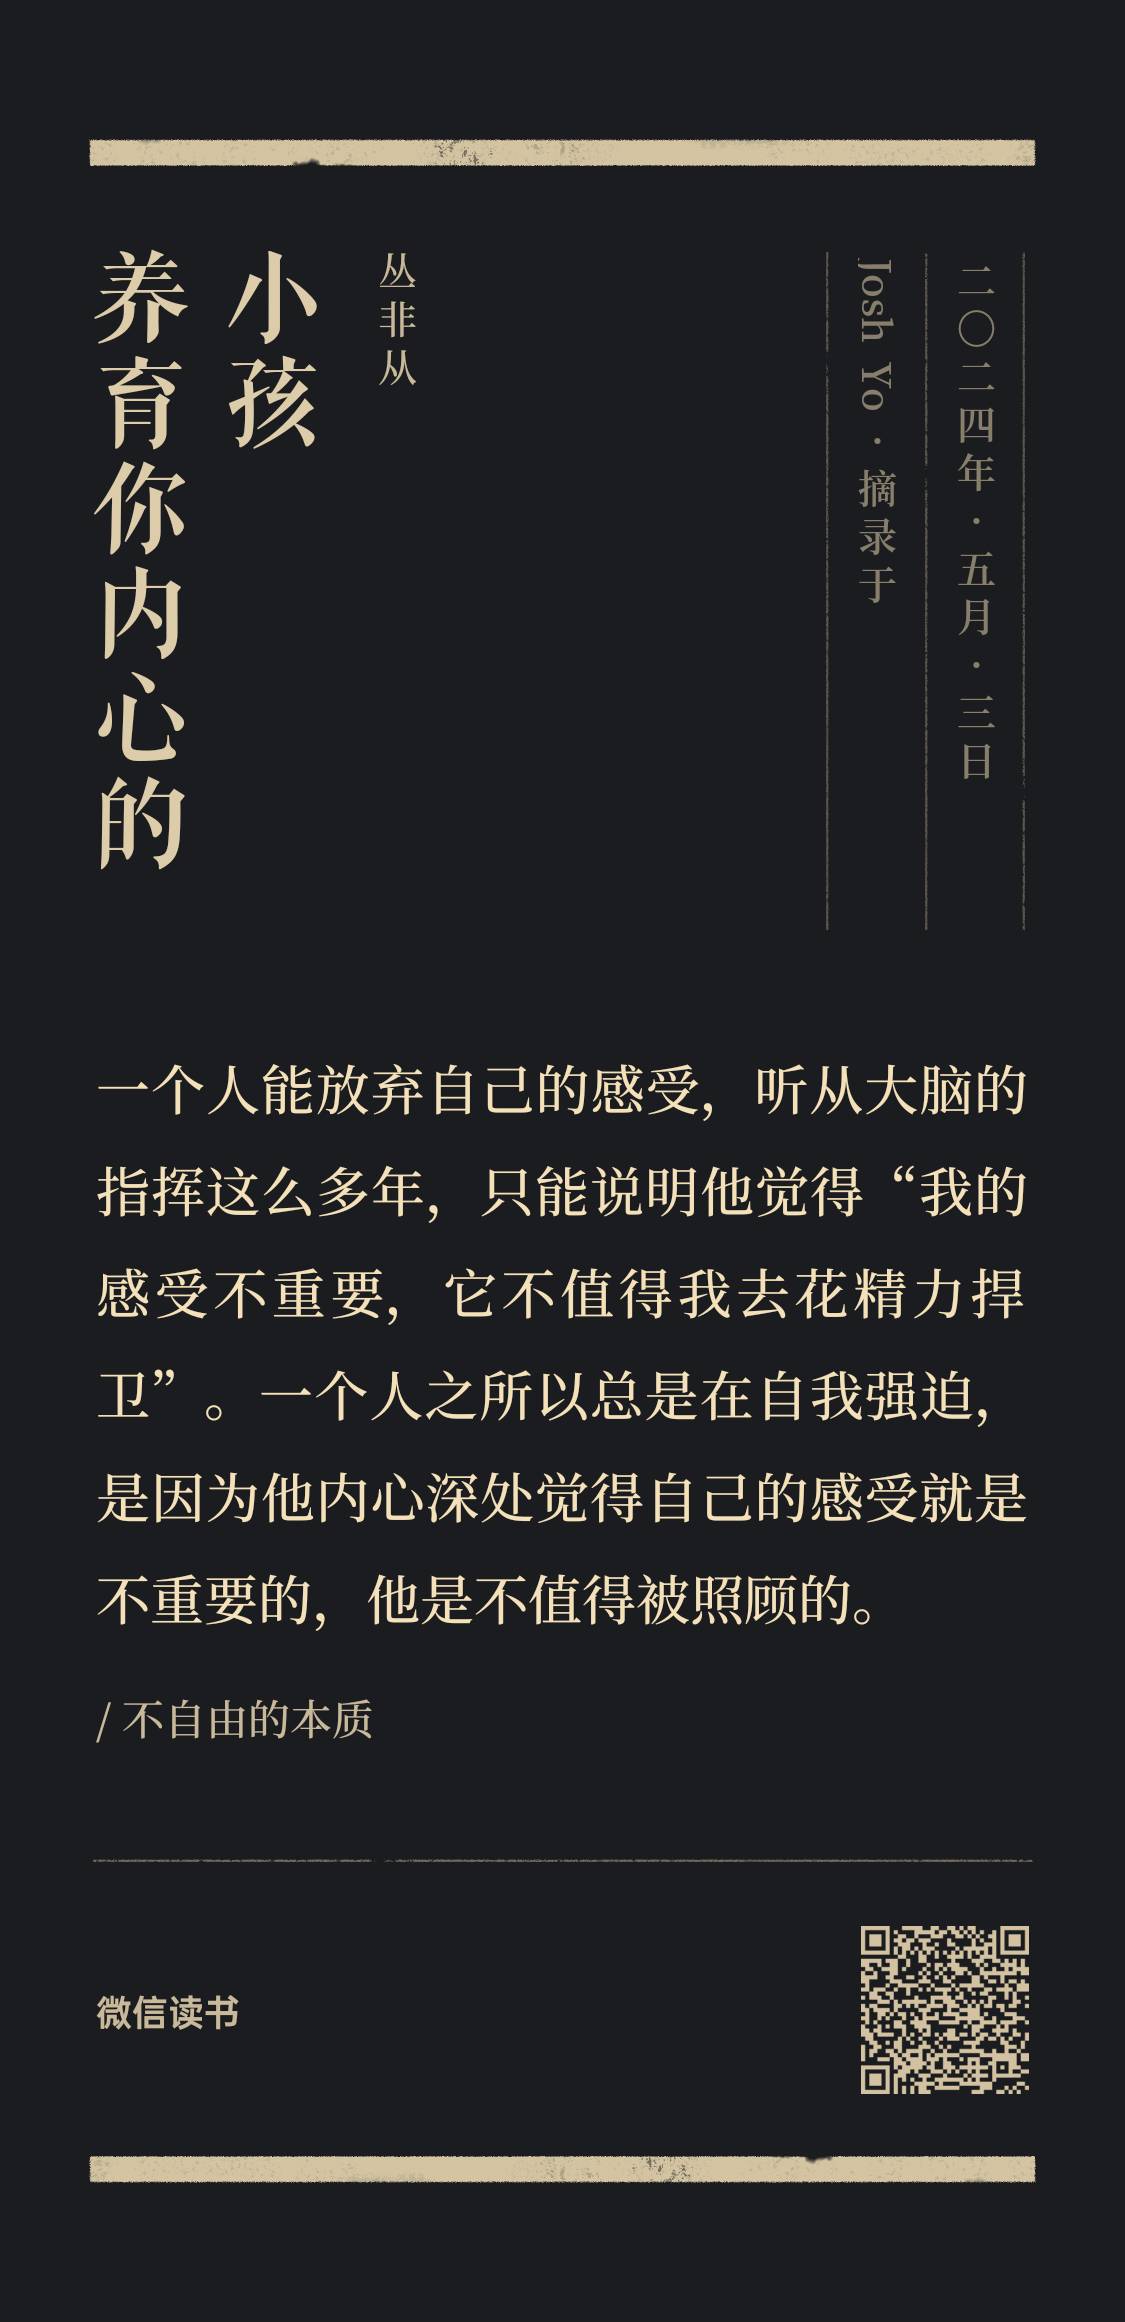 养育你内心的
小孩
丛非从
Josh Yo · 摘录于
二〇二四年 · 五月 · 三日
一个人能放弃自己的感受，听从大脑的
指挥这么多年，只能说明他觉得“我的
感受不重要，它不值得我去花精力捍
卫”。一个人之所以总是在自我强迫，
是因为他内心深处觉得自己的感受就是
不重要的，他是不值得被照顾的。
/ 不自由的本质
微信读书